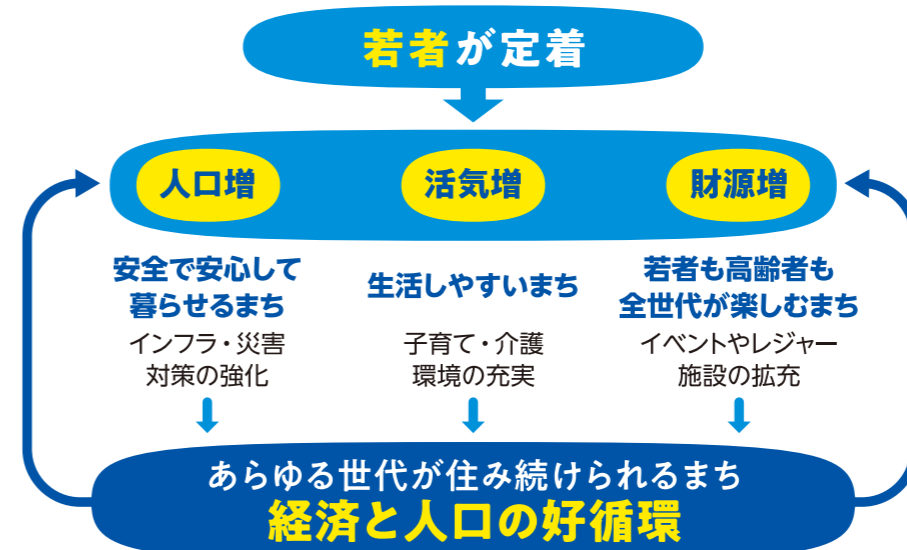 若者が定着
人口増
活気増
財源増
安全で安心して
暮らせるまち
インフラ・災害
対策の強化
生活しやすいまち
子育て・介護
環境の充実
若者も高齢者も
全世代が楽しむまち
イベントやレジャー
施設の拡充
あらゆる世代が住み続けられるまち
経済と人口の好循環